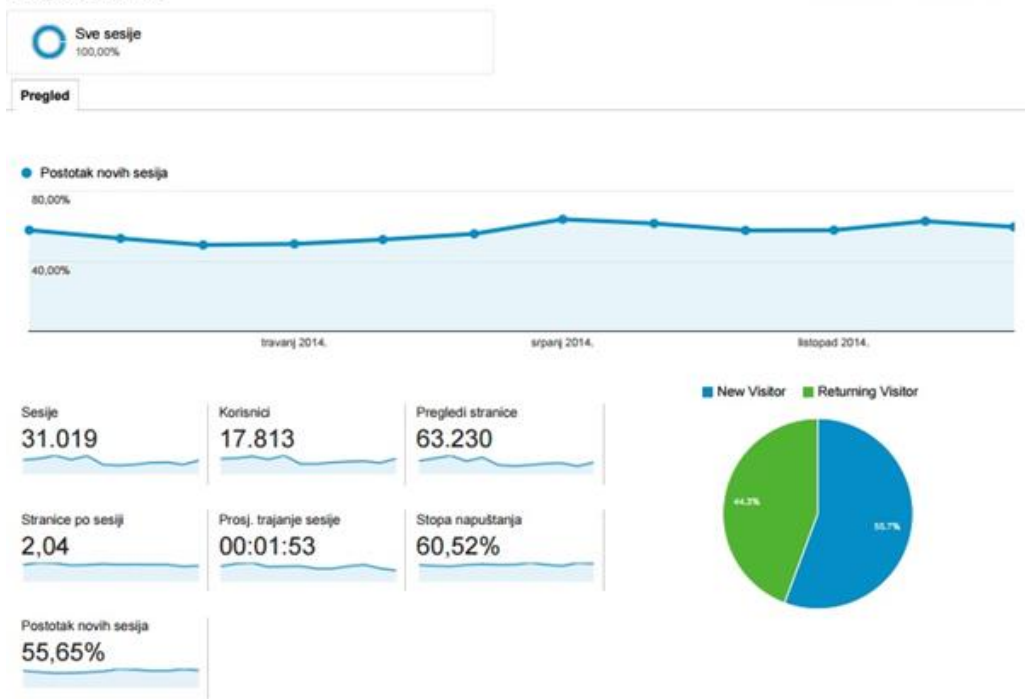 Sve sesije
100,00%
Pregled
Postotak novih sesija
80,00%
40,00%
travanj 2014.
srpanj 2014.
listopad 2014.
New Visitor
Returning Visitor
Sesije
31.019
Korisnici
17.813
Pregledi stranice
63.230
Stranice po sesiji
2,04
Prosj. trajanje sesije
00:01:53
Stopa napuštanja
60,52%
Postotak novih sesija
55,65%
44.3%
55.7%